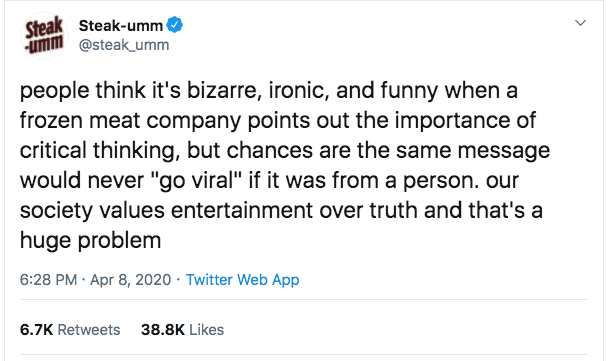 Steak-umm
Steak-umm
@steak_umm
people think it's bizarre, ironic, and funny when a
frozen meat company points out the importance of
critical thinking, but chances are the same message
would never "go viral" if it was from a person. our
society values entertainment over truth and that's a
huge problem
6:28 PM · Apr 8, 2020 · Twitter Web App
6.7K Retweets 38.8K Likes